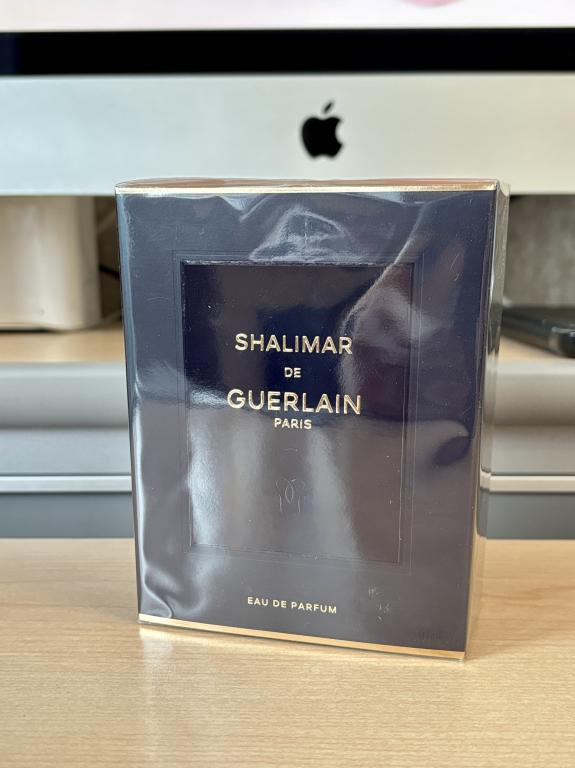 SHALIMAR
DE
GUERLAIN
PARIS
EAU DE PARFUM